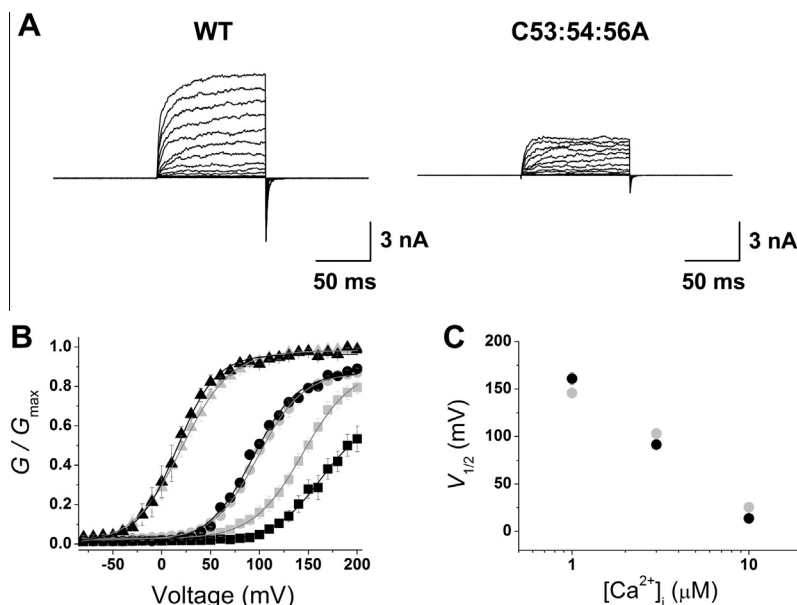 A
WT
C53:54:56A
3 nA
50 ms
3 nA
50 ms
B
G / Gmax
1.0
0.8
0.6
0.4
0.2
0.0
-50 0 50 100 150 200
Voltage (mV)
C
V1/2 (mV)
200
150
100
50
0
1 10
[Ca2+]i (μM)